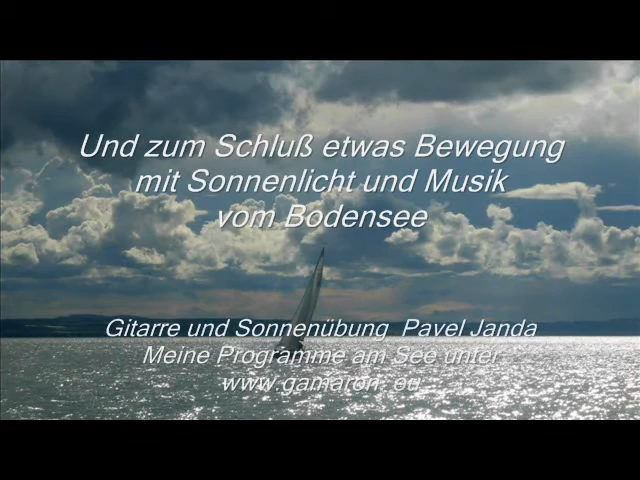 Und zum Schluß etwas Bewegung
mit Sonnenlicht und Musik
vom Bodensee
Gitarre und Sonnenübung Pavel Janda
Meine Programme am See unter
www.gamaron. eu